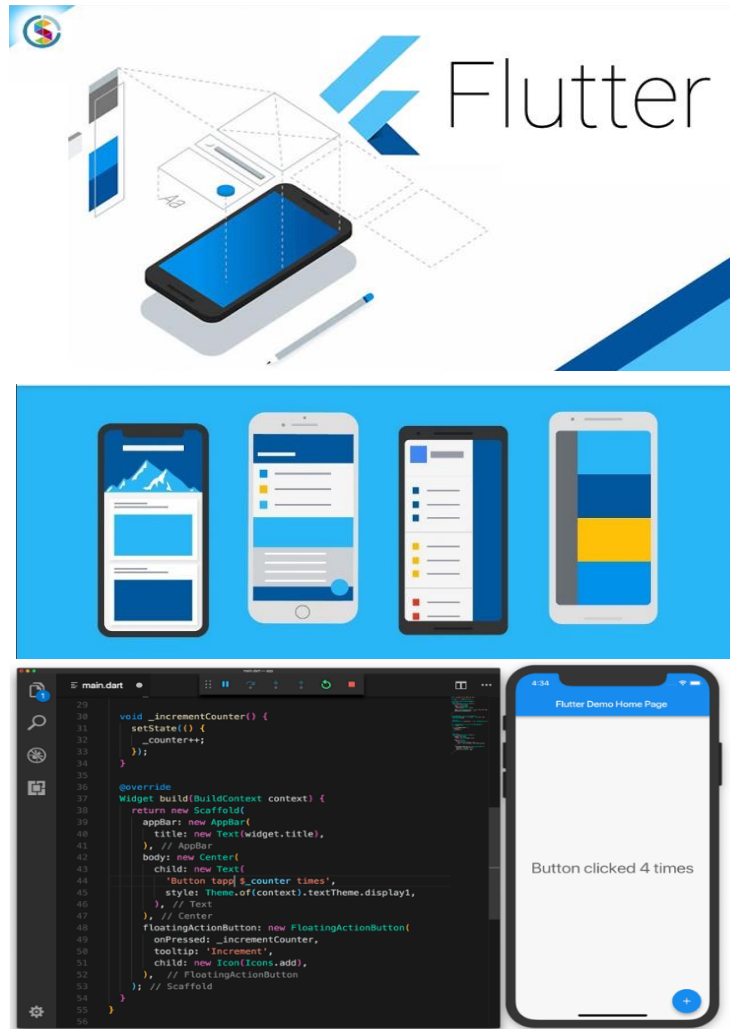 Flutter
Aa
main.dart
1
29
30 void _incrementCounter() {
31 setState(() {
32 _counter++;
33 });
34 }
35
36 @override
37 Widget build(BuildContext context) {
38 return new Scaffold(
39 appBar: new AppBar(
40 title: new Text(widget.title),
41 ), // AppBar
42 body: new Center(
43 child: new Text(
44 'Button tapp $_counter times',
45 style: Theme.of(context).textTheme.display1,
46 ), // Text
47 ), // Center
48 floatingActionButton: new FloatingActionButton(
49 onPressed: _incrementCounter,
50 tooltip: 'Increment',
51 child: new Icon(Icons.add),
52 ), // FloatingActionButton
53 ); // Scaffold
54 }
55 }
56
4:34
Flutter Demo Home Page
Button clicked 4 times
+